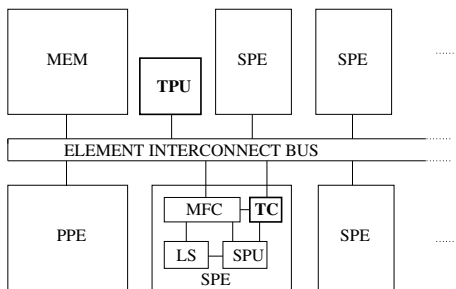 MEM
TPU
SPE
SPE
ELEMENT INTERCONNECT BUS
PPE
MFC
TC
LS
SPU
SPE
SPE